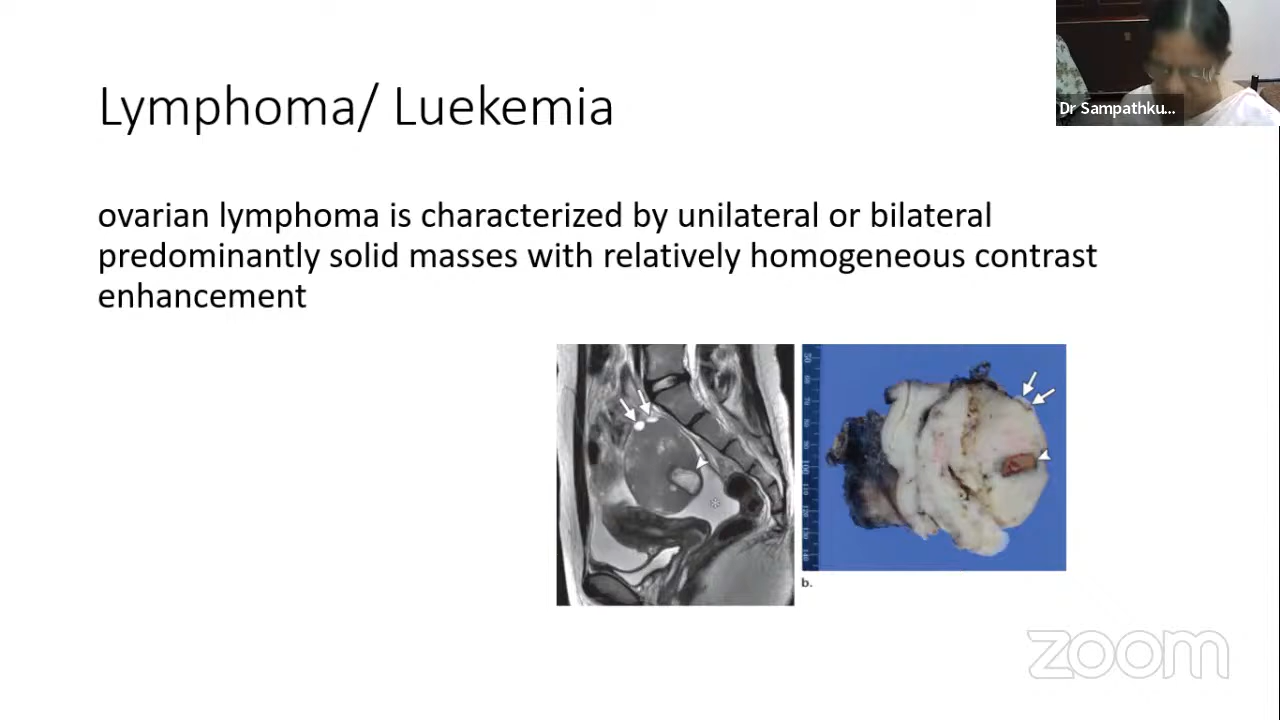 Lymphoma/ Luekemia
Dr Sampathku...
ovarian lymphoma is characterized by unilateral or bilateral
predominantly solid masses with relatively homogeneous contrast
enhancement
b.
zoom